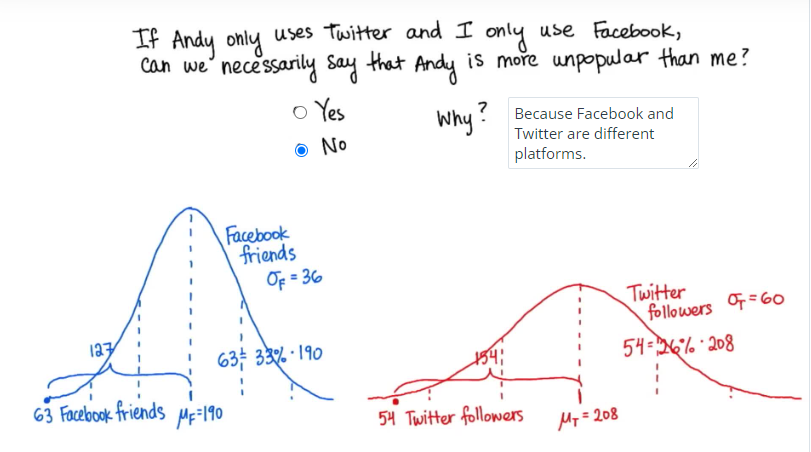 If Andy only uses Twitter and I only use Facebook,
can we necessarily say that Andy is more unpopular than me?
Yes
No
Why?
Because Facebook and
Twitter are different
platforms.
Facebook
friends
σF = 36
127
63 = 33% · 190
63 Facebook friends
μF = 190
Twitter
followers
σT = 60
154
54 = 26% · 208
54 Twitter followers
μT = 208